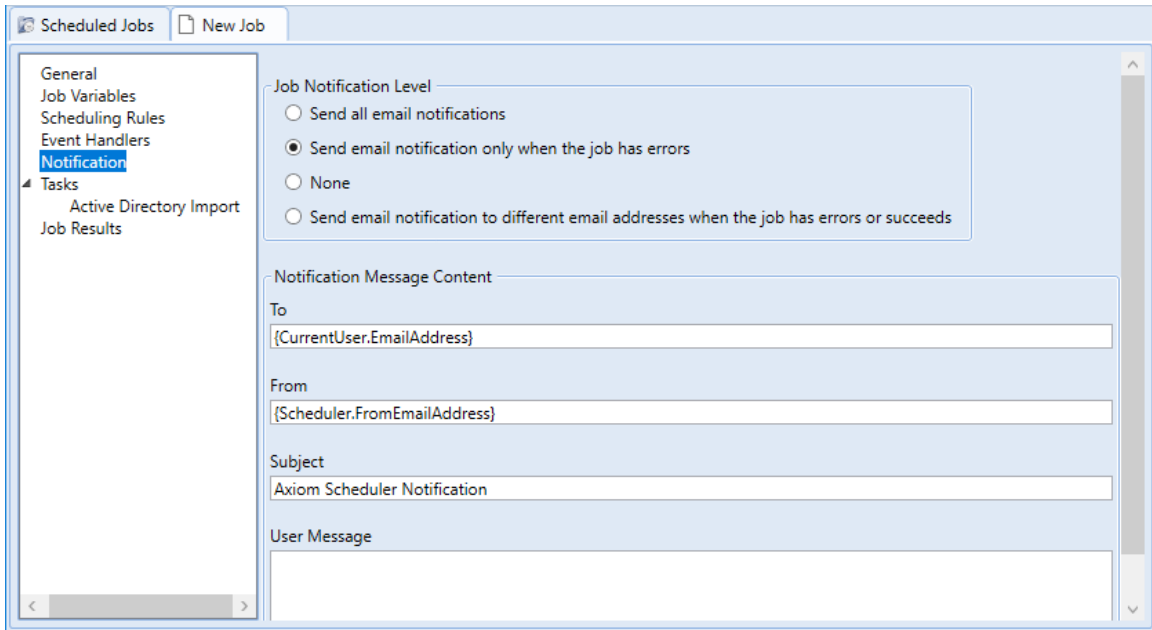 Scheduled Jobs
New Job
General
Job Variables
Scheduling Rules
Event Handlers
Notification
Tasks
Active Directory Import
Job Results
Job Notification Level
Send all email notifications
Send email notification only when the job has errors
None
Send email notification to different email addresses when the job has errors or succeeds
Notification Message Content
To
{CurrentUser.EmailAddress}
From
{Scheduler.FromEmailAddress}
Subject
Axiom Scheduler Notification
User Message